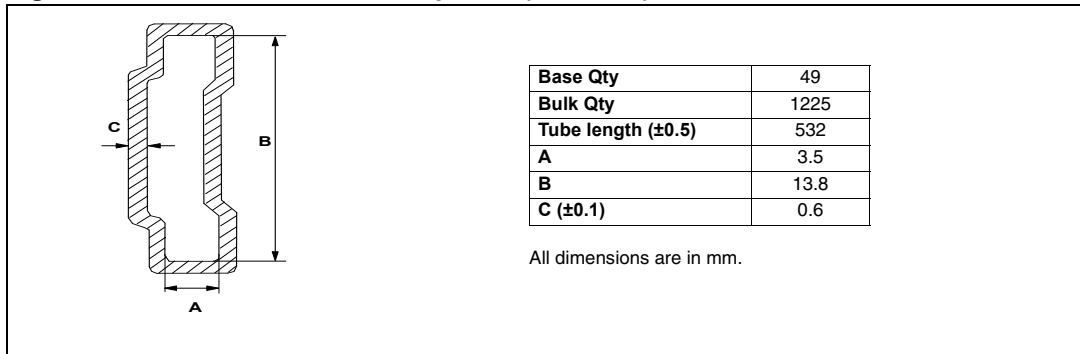 C
B
A
Base Qty 49
Bulk Qty 1225
Tube length (±0.5) 532
A 3.5
B 13.8
C (±0.1) 0.6
All dimensions are in mm.